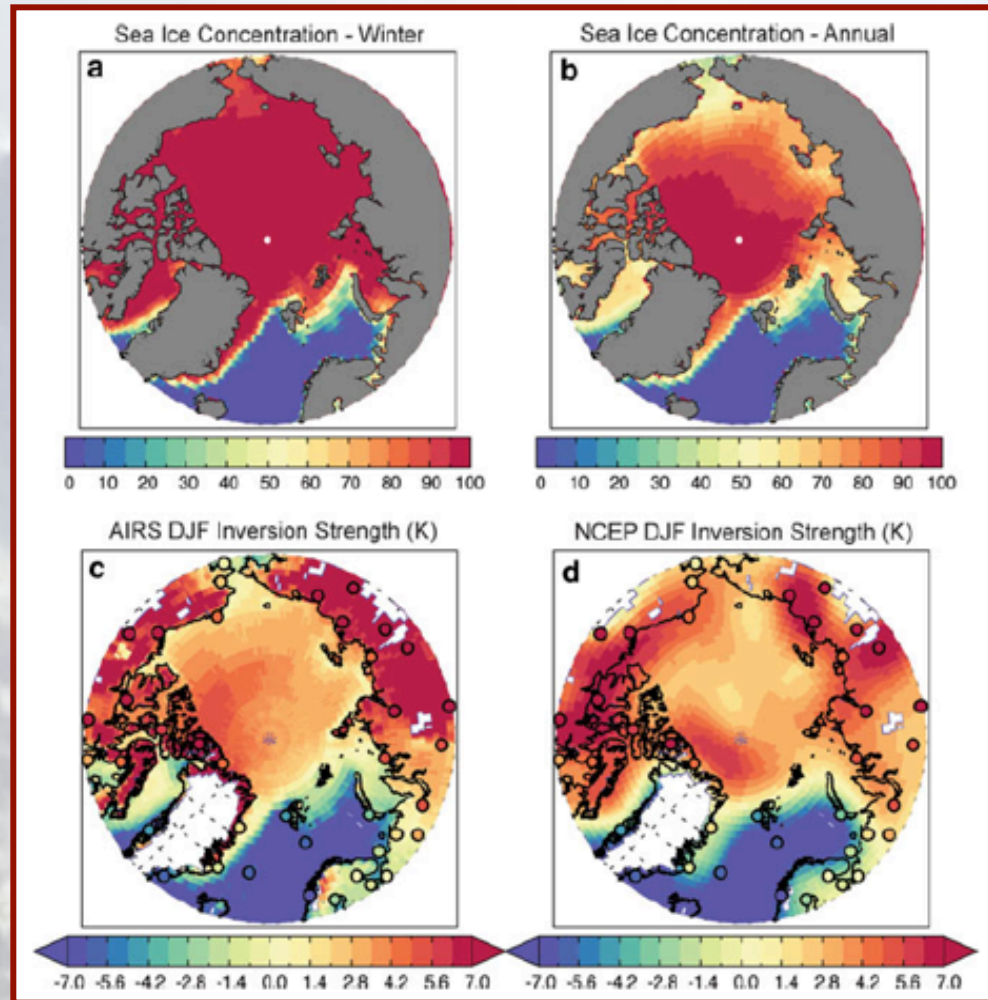 Sea Ice Concentration - Winter
Sea Ice Concentration - Annual
a
b
0 10 20 30 40 50 60 70 80 90 100
0 10 20 30 40 50 60 70 80 90 100
AIRS DJF Inversion Strength (K)
NCEP DJF Inversion Strength (K)
c
d
-7.0 -5.6 -4.2 -2.8 -1.4 0.0 1.4 2.8 4.2 5.6 7.0
-7.0 -5.6 -4.2 -2.8 -1.4 0.0 1.4 2.8 4.2 5.6 7.0